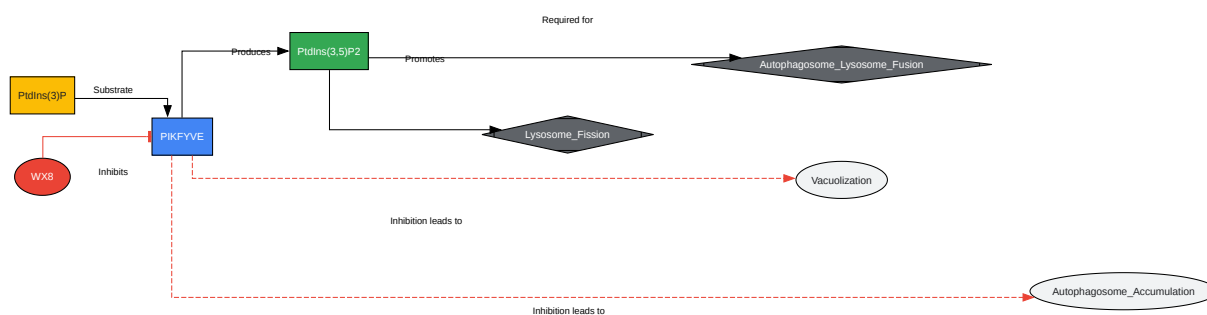 Required for
Produces
PtdIns(3,5)P2
Promotes
Autophagosome_Lysosome_Fusion
PtdIns(3)P
Substrate
PIKFYVE
Lysosome_Fission
WX8
Inhibits
Vacuolization
Inhibition leads to
Autophagosome_Accumulation
Inhibition leads to